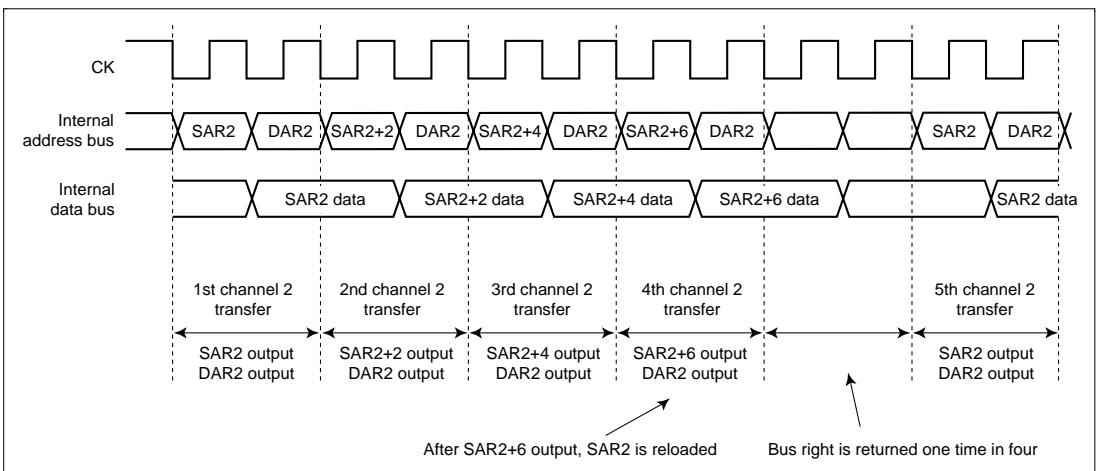 CK
Internal
address bus
SAR2 DAR2 SAR2+2 DAR2 SAR2+4 DAR2 SAR2+6 DAR2 SAR2 DAR2
Internal
data bus
SAR2 data SAR2+2 data SAR2+4 data SAR2+6 data SAR2 data
1st channel 2
transfer
2nd channel 2
transfer
3rd channel 2
transfer
4th channel 2
transfer
5th channel 2
transfer
SAR2 output
DAR2 output
SAR2+2 output
DAR2 output
SAR2+4 output
DAR2 output
SAR2+6 output
DAR2 output
SAR2 output
DAR2 output
After SAR2+6 output, SAR2 is reloaded
Bus right is returned one time in four